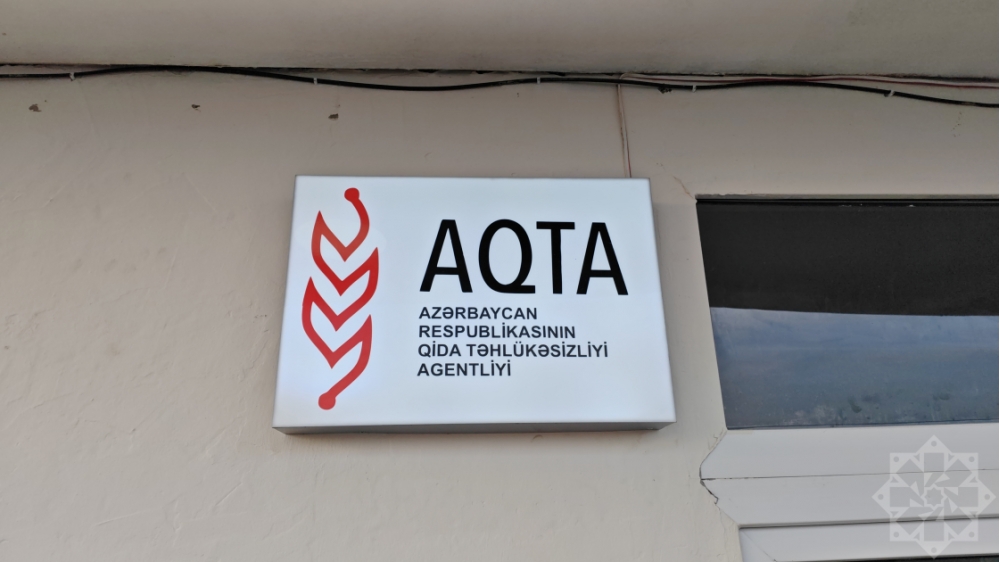 AQTA
AZƏRBAYCAN
RESPUBLİKASININ
QİDA TƏHLÜKƏSİZLİYİ
AGENTLİYİ